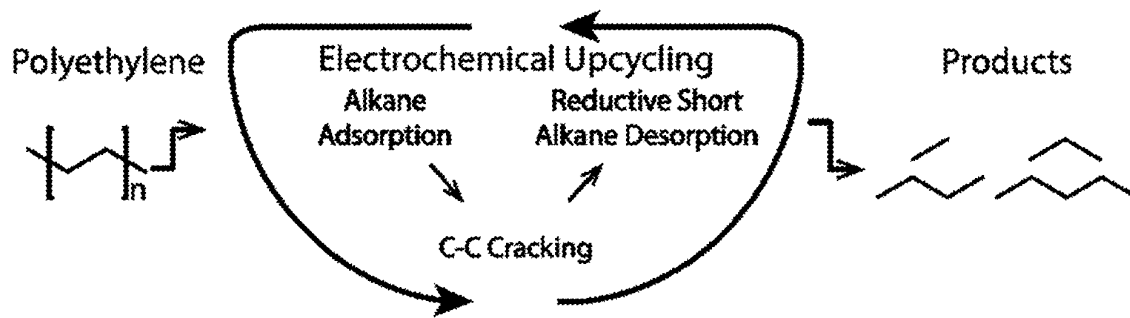 Polyethylene
n
Electrochemical Upcycling
Alkane
Adsorption
Reductive Short
Alkane Desorption
C-C Cracking
Products